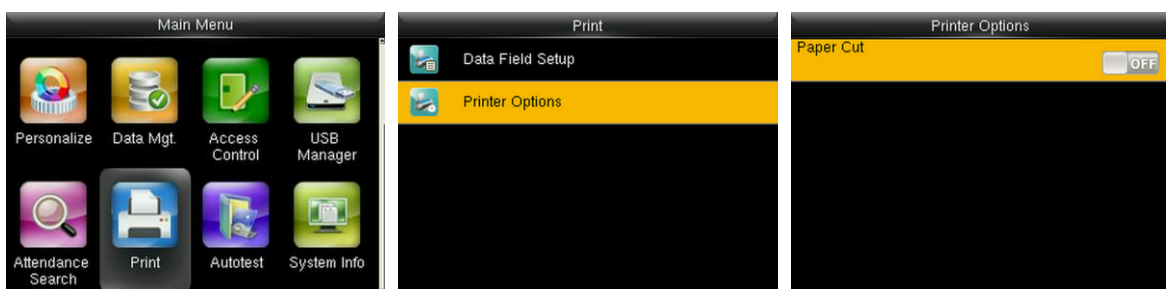 Main Menu
Personalize
Data Mgt.
Access
Control
USB
Manager
Attendance
Search
Print
Autotest
System Info
Print
Data Field Setup
Printer Options
Printer Options
Paper Cut
OFF